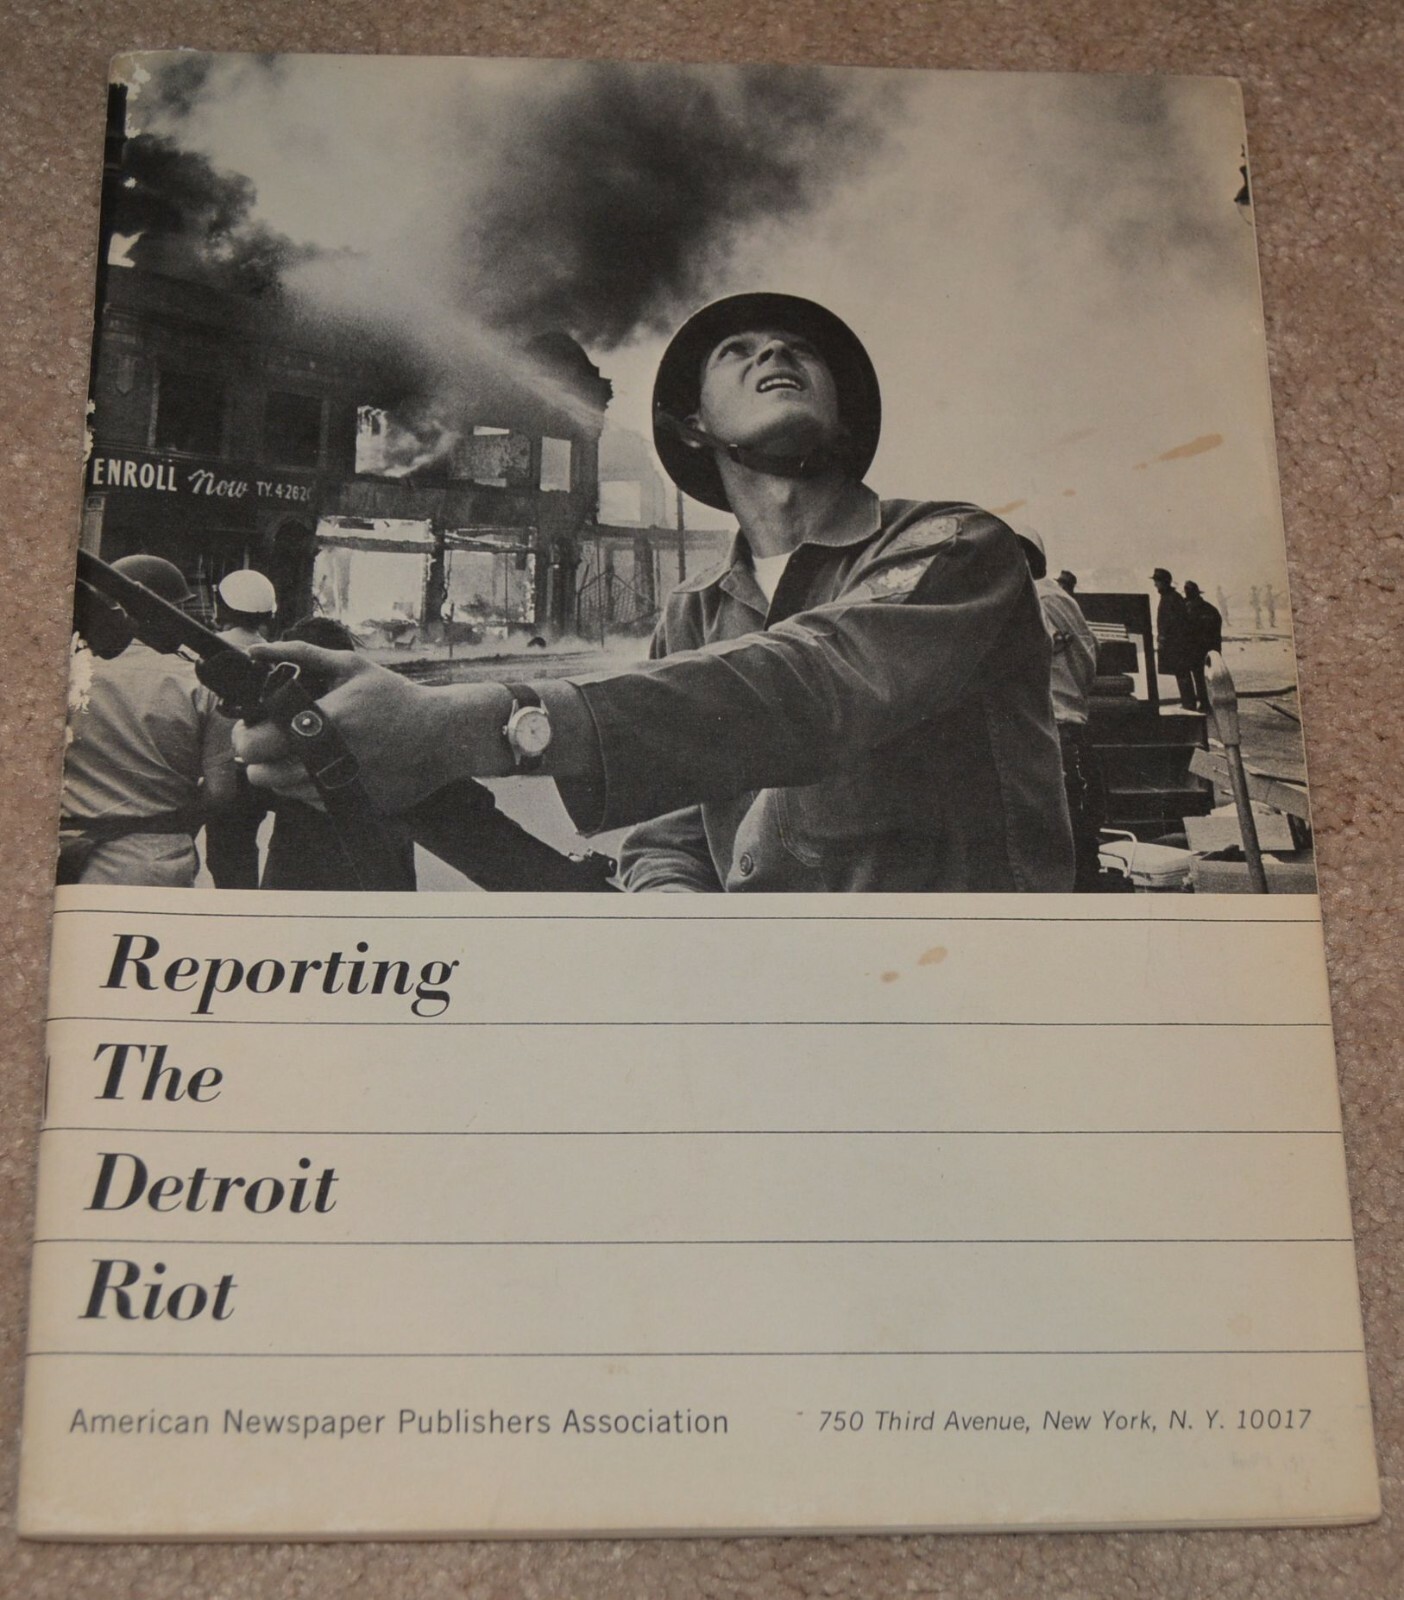 ENROLL Now TY.4-262
Reporting
The
Detroit
Riot
American Newspaper Publishers Association - 750 Third Avenue, New York, N. Y. 10017